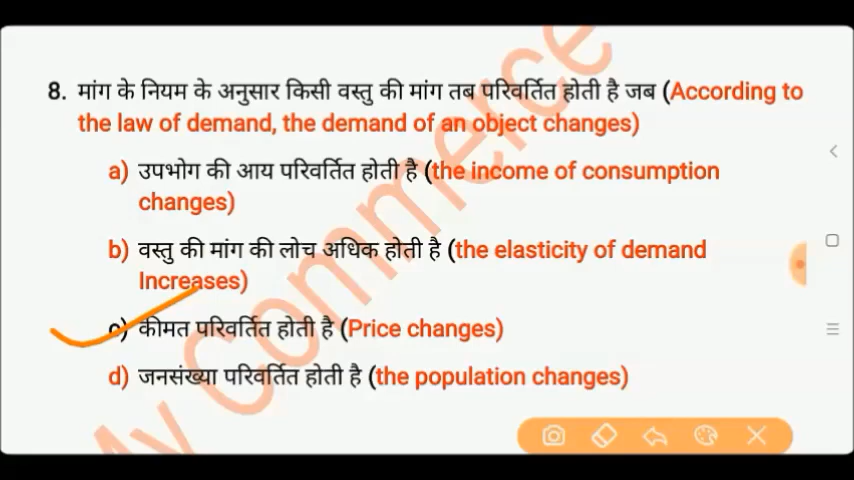 8. मांग के नियम के अनुसार किसी वस्तु की मांग तब परिवर्तित होती है जब (According to
the law of demand, the demand of an object changes)
a) उपभोग की आय परिवर्तित होती है (the income of consumption
changes)
b) वस्तु की मांग की लोच अधिक होती है (the elasticity of demand
Increases)
c) कीमत परिवर्तित होती है (Price changes)
d) जनसंख्या परिवर्तित होती है (the population changes)
My Commerce